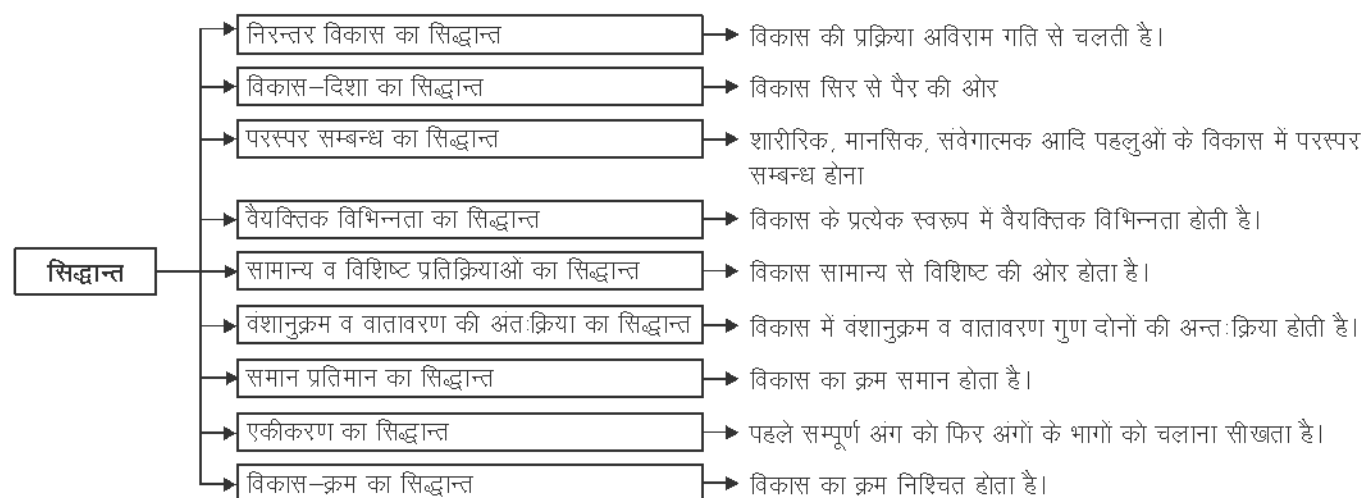 निरन्तर विकास का सिद्धान्त
विकास की प्रक्रिया अविराम गति से चलती है।
विकास–दिशा का सिद्धान्त
विकास सिर से पैर की ओर
परस्पर सम्बन्ध का सिद्धान्त
शारीरिक, मानसिक, संवेगात्मक आदि पहलुओं के विकास में परस्पर
सम्बन्ध होना
वैयक्तिक विभिन्नता का सिद्धान्त
विकास के प्रत्येक स्वरूप में वैयक्तिक विभिन्नता होती है।
सिद्धान्त
सामान्य व विशिष्ट प्रतिक्रियाओं का सिद्धान्त
विकास सामान्य से विशिष्ट की ओर होता है।
वंशानुक्रम व वातावरण की अंतःक्रिया का सिद्धान्त
विकास में वंशानुक्रम व वातावरण गुण दोनों की अन्तःक्रिया होती है।
समान प्रतिमान का सिद्धान्त
विकास का क्रम समान होता है।
एकीकरण का सिद्धान्त
पहले सम्पूर्ण अंग को फिर अंगों के भागों को चलाना सीखता है।
विकास–क्रम का सिद्धान्त
विकास का क्रम निश्चित होता है।